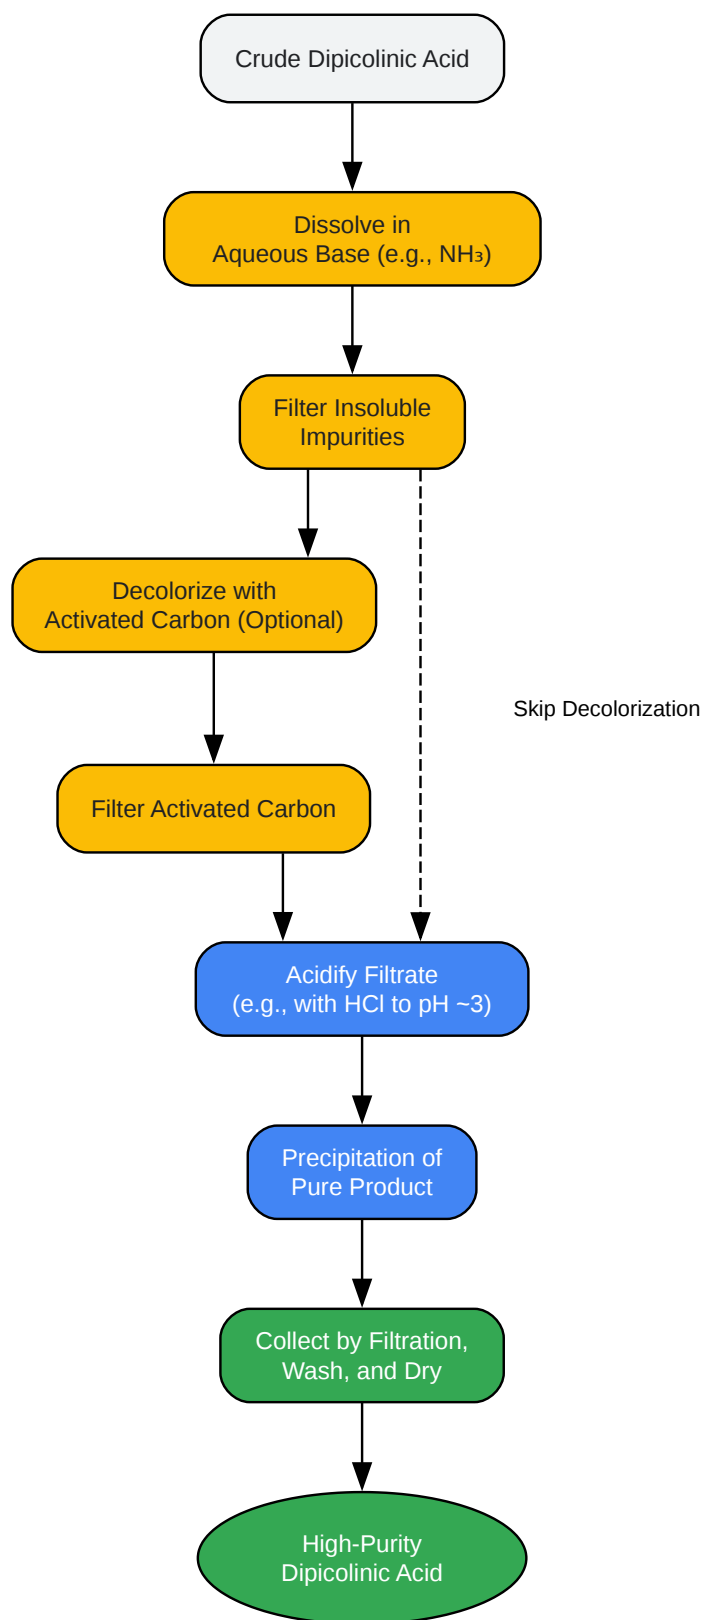 Crude Dipicolinic Acid
Dissolve in
Aqueous Base (e.g., NH₃)
Filter Insoluble
Impurities
Decolorize with
Activated Carbon (Optional)
Skip Decolorization
Filter Activated Carbon
Acidify Filtrate
(e.g., with HCl to pH ~3)
Precipitation of
Pure Product
Collect by Filtration,
Wash, and Dry
High-Purity
Dipicolinic Acid